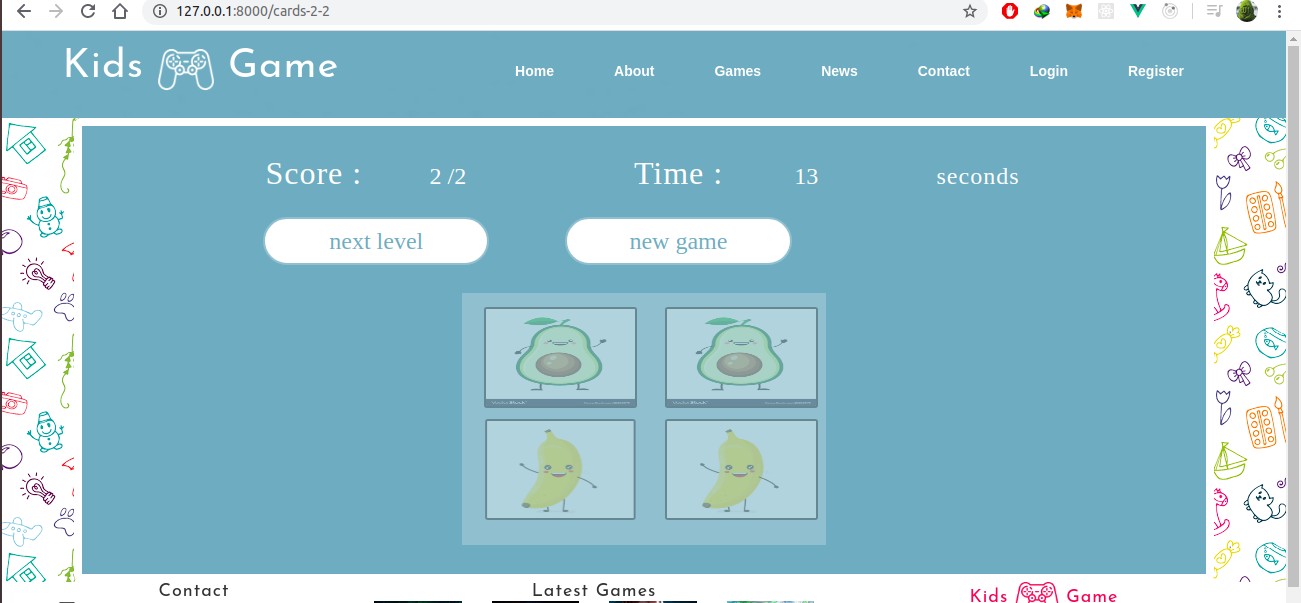 127.0.0.1:8000/cards-2-2
Kids Game
Home About Games News Contact Login Register
Score : 2 /2 Time : 13 seconds
next level new game
Contact Latest Games Kids Game